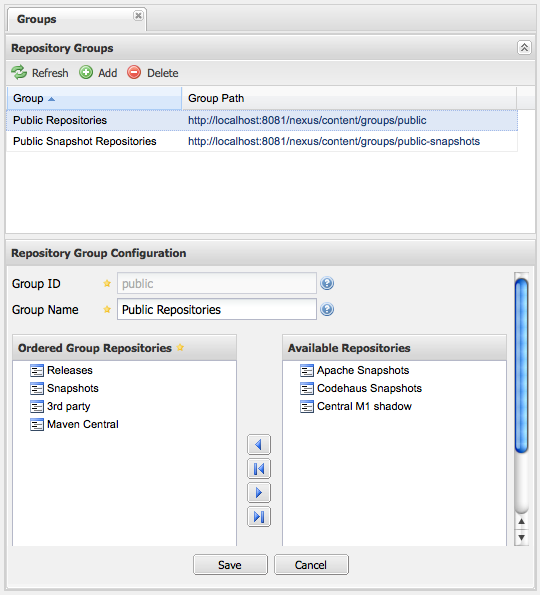 Groups
Repository Groups
Refresh Add Delete
Group Group Path
Public Repositories http://localhost:8081/nexus/content/groups/public
Public Snapshot Repositories http://localhost:8081/nexus/content/groups/public-snapshots
Repository Group Configuration
Group ID public
Group Name Public Repositories
Ordered Group Repositories Available Repositories
Releases Apache Snapshots
Snapshots Codehaus Snapshots
3rd party Central M1 shadow
Maven Central
Save Cancel